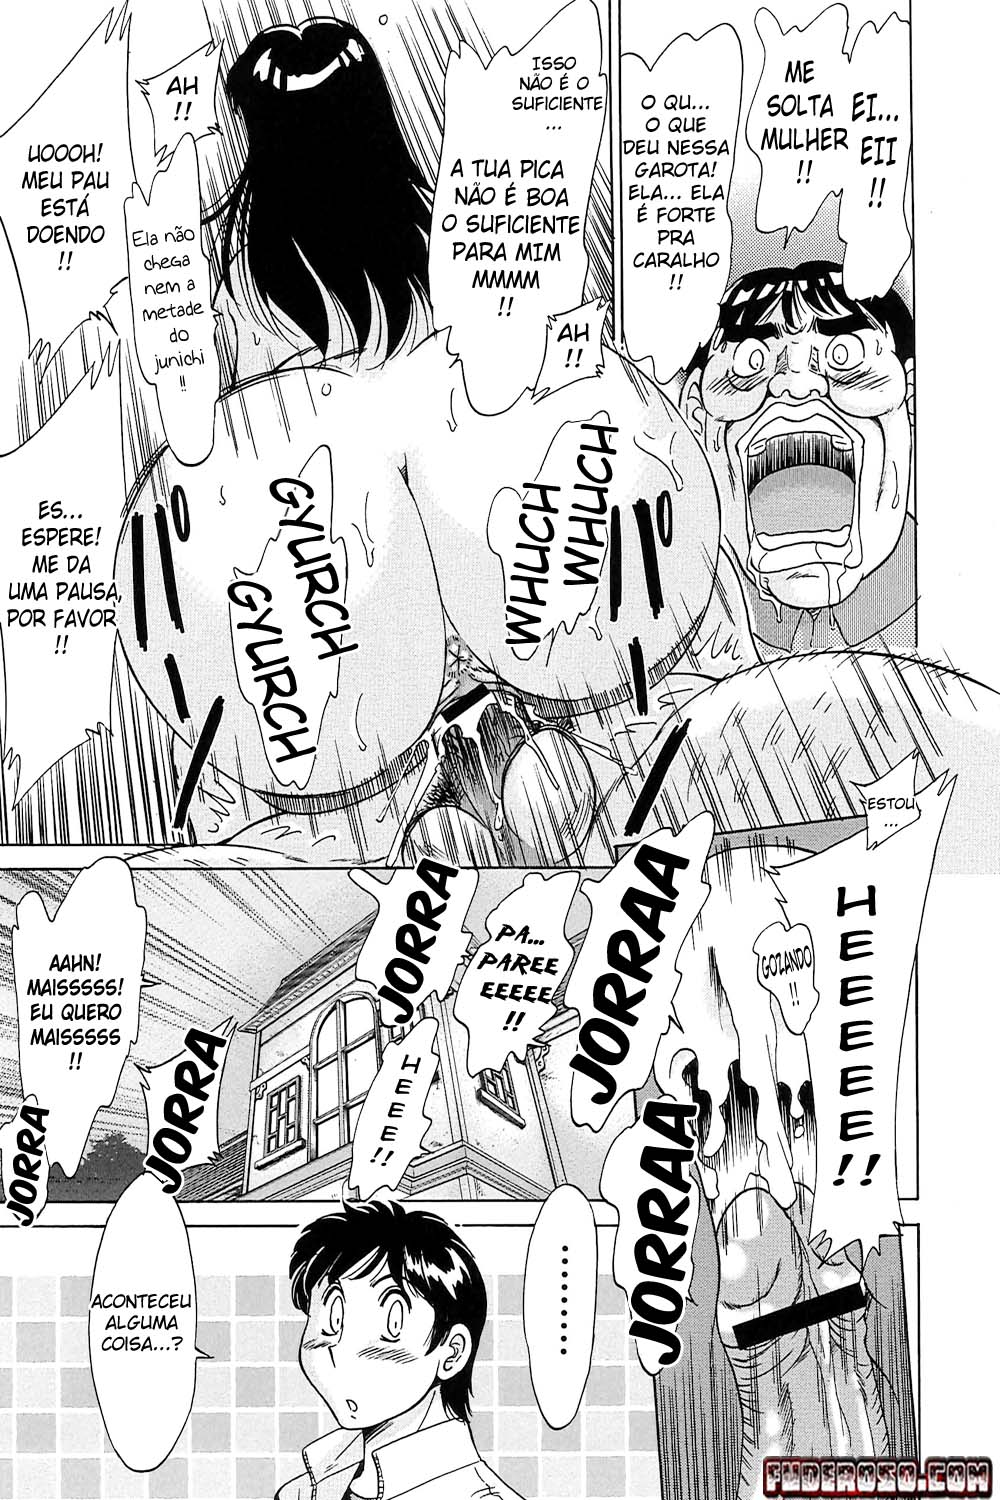 EI...
EII
!!
ME
SOLTA
MULHER
!!
O QU...
O QUE
DEU NESSA
GAROTA!
ELA... ELA
É FORTE
PRA
CARALHO!
ISSO
NÃO É O
SUFICIENTE
...
A TUA PICA
NÃO É BOA
O SUFICIENTE
PARA MIM
MMMM
!!
AH
!!
AH
!!
Ela não
chega
nem a
metade
do
junichi
!!
UOOOH!
MEU PAU
ESTÁ
DOENDO
!!
WHUCH
WHUCH
GYURCH
GYURCH
ES...
ESPERE!
ME DA
UMA PAUSA,
POR FAVOR
!!
ESTOU
...
GOZANDO
!!
HEEEEEE!!
JORRAA
JORRAA
PA...
PAREE
EEEEE
!!
JORRA
HEEE!!
JORRA
AAHN!
MAISSSSS!
EU QUERO
MAISSSSS
!!
JORRA
.........
ACONTECEU
ALGUMA
COISA...?
FUDEROSO.COM